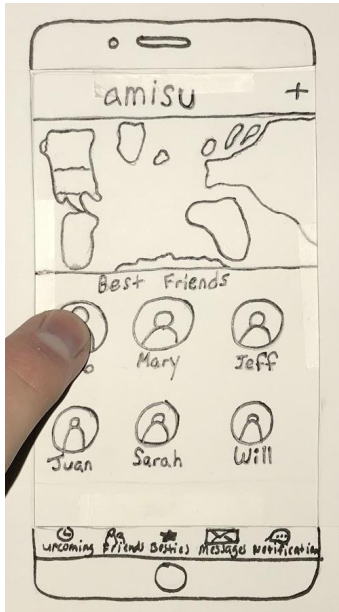 amisu +
Best Friends
Mary Jeff
Juan Sarah Will
upcoming Friends Besties Messages Notification